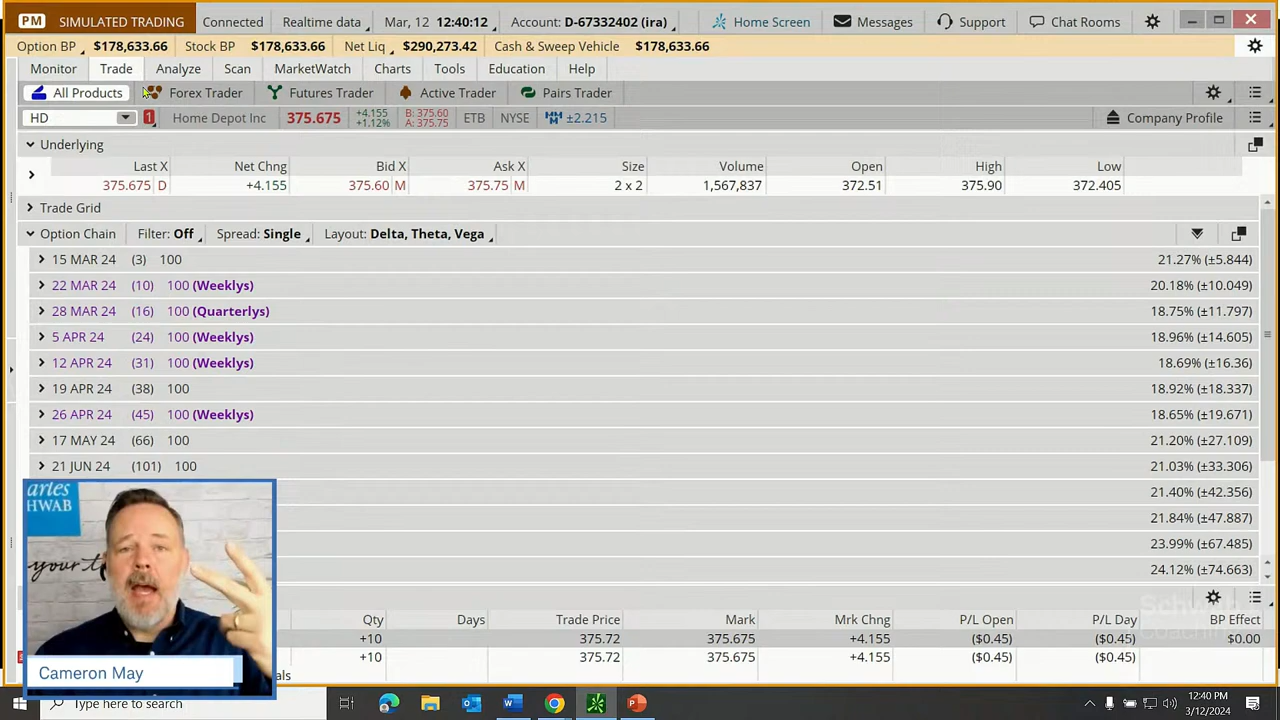 PM SIMULATED TRADING Connected Realtime data Mar, 12 12:40:12 Account: D-67332402 (ira) Home Screen Messages Support Chat Rooms
Option BP $178,633.66 Stock BP $178,633.66 Net Liq $290,273.42 Cash & Sweep Vehicle $178,633.66
Monitor Trade Analyze Scan MarketWatch Charts Tools Education Help
All Products Forex Trader Futures Trader Active Trader Pairs Trader
HD 1 Home Depot Inc 375.675 +4.155 +1.12% B: 375.60 A: 375.75 ETB NYSE ±2.215 Company Profile
Underlying
Last X Net Chng Bid X Ask X Size Volume Open High Low
375.675 D +4.155 375.60 M 375.75 M 2 x 2 1,567,837 372.51 375.90 372.405
Trade Grid
Option Chain Filter: Off Spread: Single Layout: Delta, Theta, Vega
15 MAR 24 (3) 100 21.27% (±5.844)
22 MAR 24 (10) 100 (Weeklys) 20.18% (±10.049)
28 MAR 24 (16) 100 (Quarterlys) 18.75% (±11.797)
5 APR 24 (24) 100 (Weeklys) 18.96% (±14.605)
12 APR 24 (31) 100 (Weeklys) 18.69% (±16.36)
19 APR 24 (38) 100 18.92% (±18.337)
26 APR 24 (45) 100 (Weeklys) 18.65% (±19.671)
17 MAY 24 (66) 100 21.20% (±27.109)
21 JUN 24 (101) 100 21.03% (±33.306)
21.40% (±42.356)
21.84% (±47.887)
23.99% (±67.485)
24.12% (±74.663)
arles
HWAB
your t
Schwab
Coaching
Qty Days Trade Price Mark Mrk Chng P/L Open P/L Day BP Effect
+10 375.72 375.675 +4.155 ($0.45) ($0.45) $0.00
+10 375.72 375.675 +4.155 ($0.45) ($0.45)
als
Cameron May
Type here to search
12:40 PM
3/12/2024